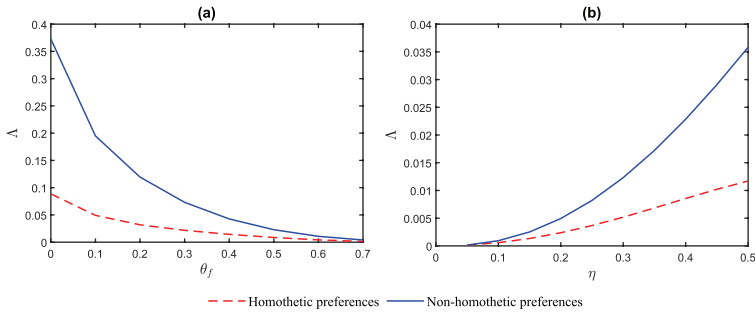 (a)
0.4
0.35
0.3
0.25
0.2
0.15
0.1
0.05
0
Λ
0 0.1 0.2 0.3 0.4 0.5 0.6 0.7
θf
(b)
0.04
0.035
0.03
0.025
0.02
0.015
0.01
0.005
0
Λ
0 0.1 0.2 0.3 0.4 0.5
η
Homothetic preferences Non-homothetic preferences